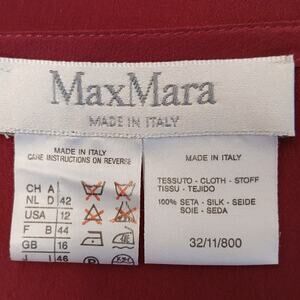 MaxMara
MADE IN ITALY
MADE IN ITALY
CARE INSTRUCTIONS ON REVERSE
CH A
NL D 42
USA 12
F B 44
GB 16
J I 46
MADE IN ITALY
TESSUTO - CLOTH - STOFF
TISSU - TEJIDO
100% SETA - SILK - SEIDE
SOIE - SEDA
32/11/800